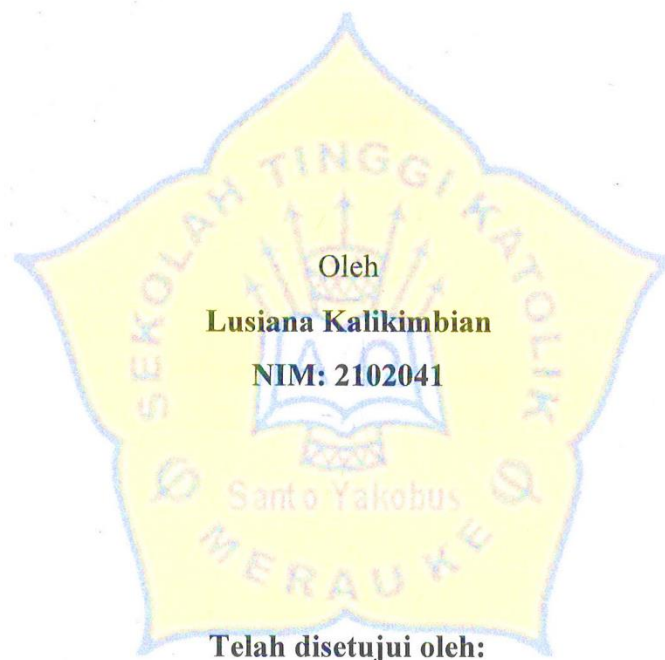 SEKOLAH TINGGI KATOLIK
Oleh
Lusiana Kalikimbian
NIM: 2102041
Santo Yakobus
MERAUKE
Telah disetujui oleh: